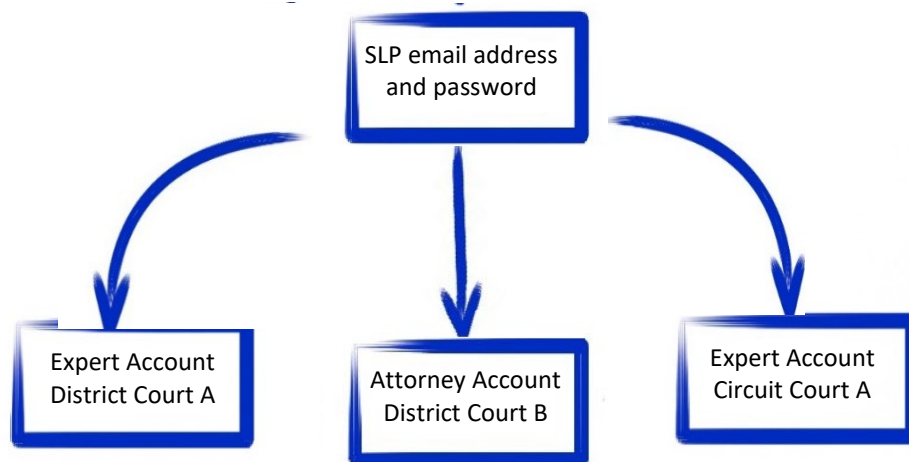 SLP email address
and password
Expert Account
District Court A
Attorney Account
District Court B
Expert Account
Circuit Court A